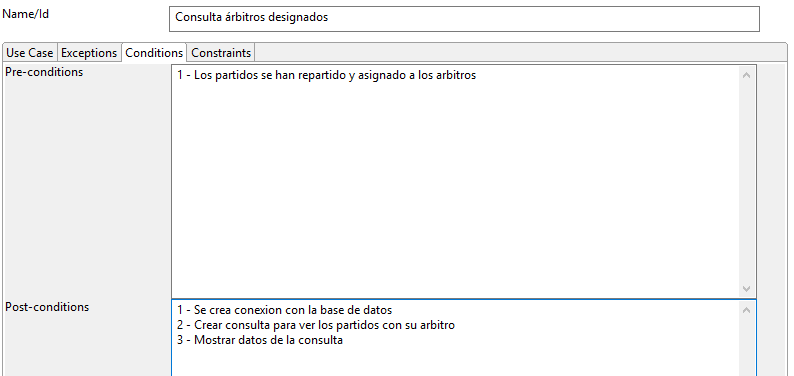 Name/Id
Consulta árbitros designados
Use Case Exceptions Conditions Constraints
Pre-conditions
1 - Los partidos se han repartido y asignado a los arbitros
Post-conditions
1 - Se crea conexion con la base de datos
2 - Crear consulta para ver los partidos con su arbitro
3 - Mostrar datos de la consulta